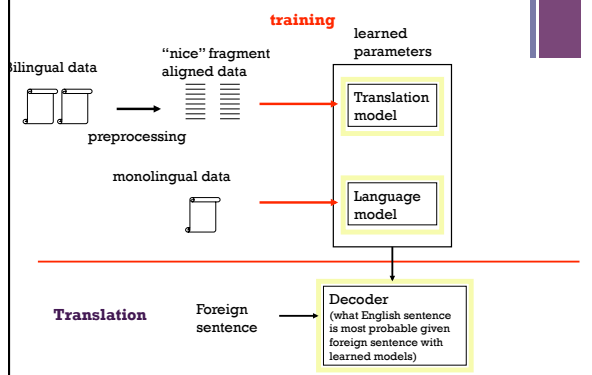 training
learned
parameters
"nice" fragment
aligned data
Bilingual data
preprocessing
Translation
model
monolingual data
Language
model
Translation
Foreign
sentence
Decoder
(what English sentence
is most probable given
foreign sentence with
learned models)